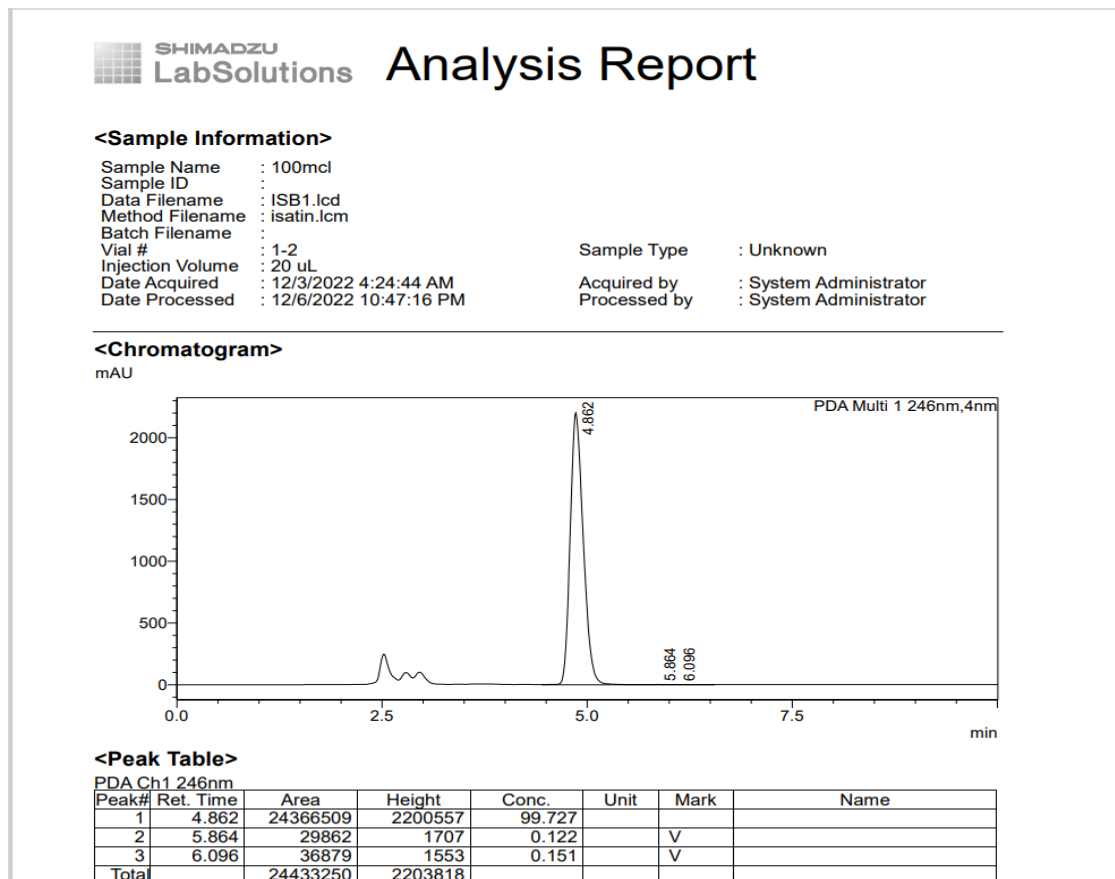 SHIMADZU
LabSolutions Analysis Report
<Sample Information>
Sample Name : 100mcl
Sample ID :
Data Filename : ISB1.lcd
Method Filename : isatin.lcm
Batch Filename :
Vial # : 1-2 Sample Type : Unknown
Injection Volume : 20 uL
Date Acquired : 12/3/2022 4:24:44 AM Acquired by : System Administrator
Date Processed : 12/6/2022 10:47:16 PM Processed by : System Administrator
<Chromatogram>
mAU
PDA Multi 1 246nm,4nm
4.862
2000
1500
1000
500
5.864
6.096
0
0.0 2.5 5.0 7.5
min
<Peak Table>
PDA Ch1 246nm
Peak# Ret. Time Area Height Conc. Unit Mark Name
1 4.862 24366509 2200557 99.727
2 5.864 29862 1707 0.122 V
3 6.096 36879 1553 0.151 V
Total 24433250 2203818